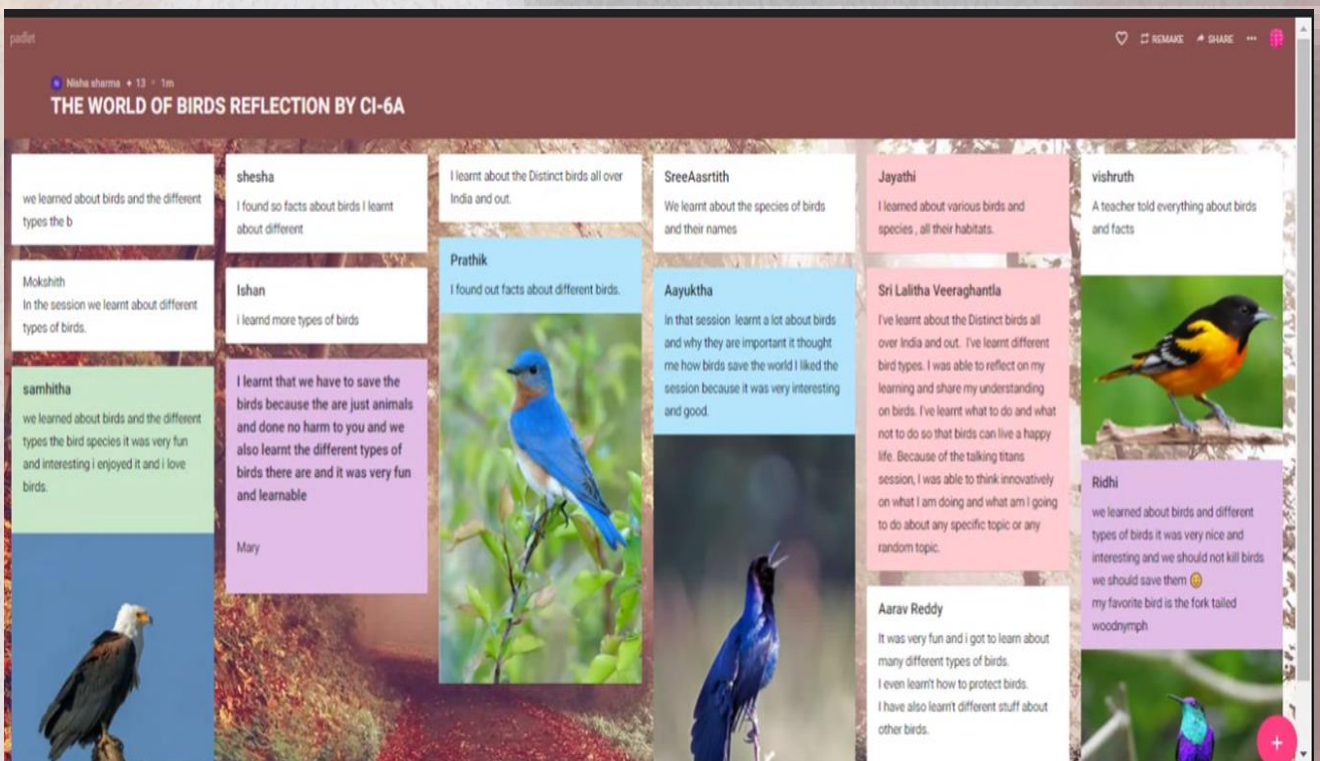 padlet
REMAKE SHARE
Nisha sharma + 13 • 1m
THE WORLD OF BIRDS REFLECTION BY CI-6A
we learned about birds and the different
types the b
Mokshith
In the session we learnt about different
types of birds.
samhitha
we learned about birds and the different
types the bird species it was very fun
and interesting i enjoyed it and i love
birds.
shesha
I found so facts about birds I learnt
about different
Ishan
i learnd more types of birds
I learnt that we have to save the
birds because the are just animals
and done no harm to you and we
also learnt the different types of
birds there are and it was very fun
and learnable
Mary
I learnt about the Distinct birds all over
India and out.
Prathik
I found out facts about different birds.
SreeAasrtith
We learnt about the species of birds
and their names
Aayuktha
In that session learnt a lot about birds
and why they are important it thought
me how birds save the world I liked the
session because it was very interesting
and good.
Jayathi
I learned about various birds and
species , all their habitats.
Sri Lalitha Veeraghantla
I've learnt about the Distinct birds all
over India and out. I've learnt different
bird types. I was able to reflect on my
learning and share my understanding
on birds. I've learnt what to do and what
not to do so that birds can live a happy
life. Because of the talking titans
session, I was able to think innovatively
on what I am doing and what am I going
to do about any specific topic or any
random topic.
Aarav Reddy
It was very fun and i got to learn about
many different types of birds.
I even learn't how to protect birds.
I have also learn't different stuff about
other birds.
vishruth
A teacher told everything about birds
and facts
Ridhi
we learned about birds and different
types of birds it was very nice and
interesting and we should not kill birds
we should save them 😊
my favorite bird is the fork tailed
woodnymph